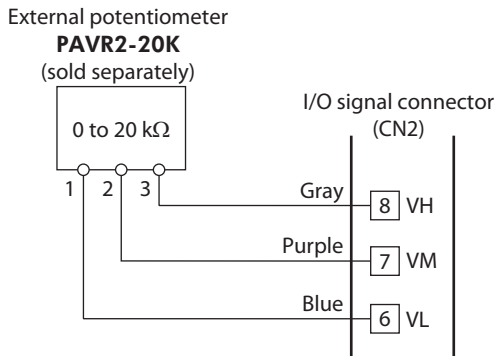 External potentiometer
PAVR2-20K
(sold separately)
0 to 20 kΩ
1 2 3
I/O signal connector
(CN2)
Gray 8 VH
Purple 7 VM
Blue 6 VL